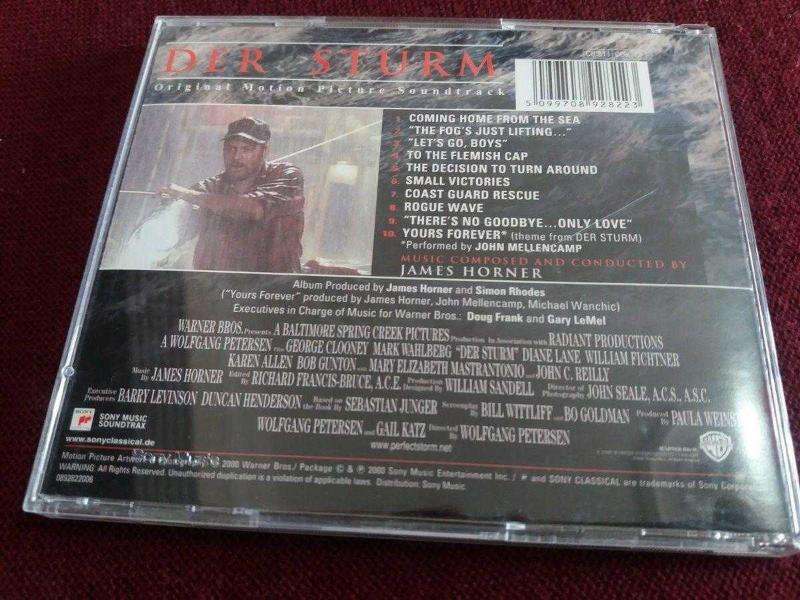 DER STURM
Original Motion Picture Soundtrack
5 099708 928223
1. COMING HOME FROM THE SEA
2. "THE FOG'S JUST LIFTING..."
3. "LET'S GO, BOYS"
4. TO THE FLEMISH CAP
5. THE DECISION TO TURN AROUND
6. SMALL VICTORIES
7. COAST GUARD RESCUE
8. ROGUE WAVE
9. "THERE'S NO GOODBYE...ONLY LOVE"
10. YOURS FOREVER* (theme from DER STURM)
*Performed by JOHN MELLENCAMP
MUSIC COMPOSED AND CONDUCTED BY
JAMES HORNER
Album Produced by James Horner and Simon Rhodes
("Yours Forever" produced by James Horner, John Mellencamp, Michael Wanchic)
Executives in Charge of Music for Warner Bros.: Doug Frank and Gary LeMel
WARNER BROS. Presents A BALTIMORE SPRING CREEK PICTURES Production In Association with RADIANT PRODUCTIONS
A WOLFGANG PETERSEN Film GEORGE CLOONEY MARK WAHLBERG "DER STURM" DIANE LANE WILLIAM FICHTNER
KAREN ALLEN BOB GUNTON and MARY ELIZABETH MASTRANTONIO and JOHN C. REILLY
Music By JAMES HORNER Edited By RICHARD FRANCIS-BRUCE, A.C.E. Production Designed By WILLIAM SANDELL Director of Photography JOHN SEALE, A.C.S., A.S.C.
Executive Producers BARRY LEVINSON DUNCAN HENDERSON Based on the Book By SEBASTIAN JUNGER Screenplay By BILL WITTLIFF and BO GOLDMAN Produced By PAULA WEINST
WOLFGANG PETERSEN and GAIL KATZ Directed By WOLFGANG PETERSEN
SONY
SONY MUSIC
SOUNDTRAX
www.sonyclassical.de
www.perfectstorm.net
WB
Motion Picture Artwork & Photography © 2000 Warner Bros./ Package © & ℗ 2000 Sony Music Entertainment Inc./ and SONY CLASSICAL are trademarks of Sony Corporat
WARNING: All Rights Reserved. Unauthorized duplication is a violation of applicable laws. Distribution: Sony Music.
0892822006